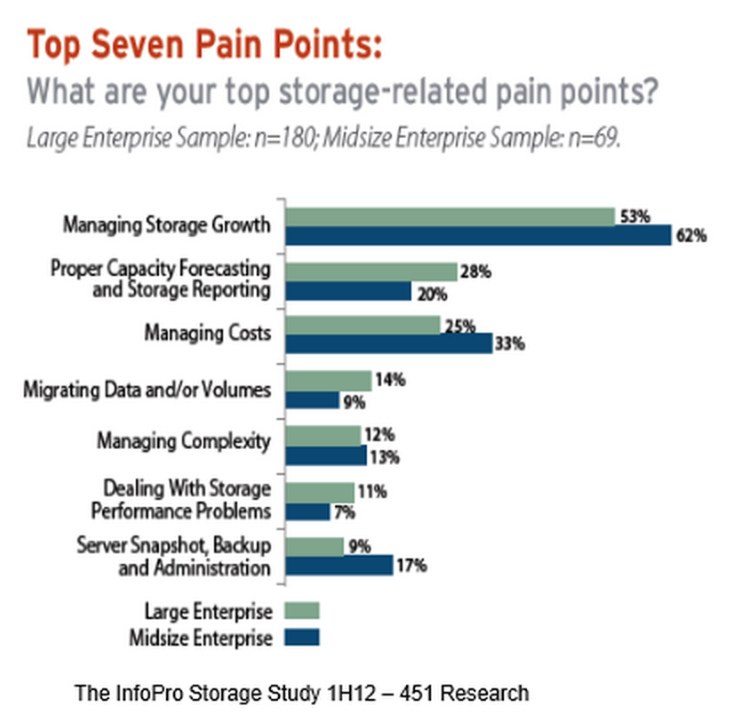 Top Seven Pain Points:
What are your top storage-related pain points?
Large Enterprise Sample: n=180; Midsize Enterprise Sample: n=69.
Managing Storage Growth
53%
62%
Proper Capacity Forecasting
and Storage Reporting
28%
20%
Managing Costs
25%
33%
Migrating Data and/or Volumes
14%
9%
Managing Complexity
12%
13%
Dealing With Storage
Performance Problems
11%
7%
Server Snapshot, Backup
and Administration
9%
17%
Large Enterprise
Midsize Enterprise
The InfoPro Storage Study 1H12 – 451 Research